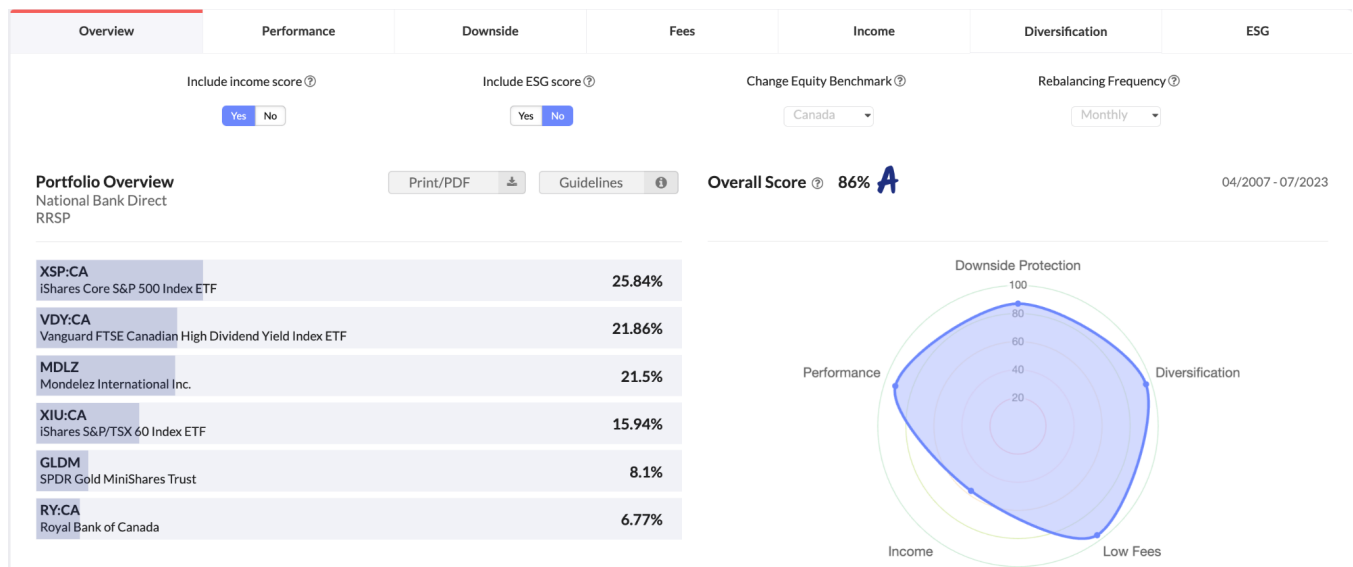 Overview Performance Downside Fees Income Diversification ESG
Include income score ? Include ESG score ? Change Equity Benchmark ? Rebalancing Frequency ?
Yes No Yes No Canada Monthly
Portfolio Overview Print/PDF Guidelines
National Bank Direct
RRSP
Overall Score ? 86% A 04/2007 - 07/2023
XSP:CA
iShares Core S&P 500 Index ETF
25.84%
VDY:CA
Vanguard FTSE Canadian High Dividend Yield Index ETF
21.86%
MDLZ
Mondelez International Inc.
21.5%
XIU:CA
iShares S&P/TSX 60 Index ETF
15.94%
GLDM
SPDR Gold MiniShares Trust
8.1%
RY:CA
Royal Bank of Canada
6.77%
Downside Protection
100
80
60
40
20
Performance
Diversification
Income
Low Fees